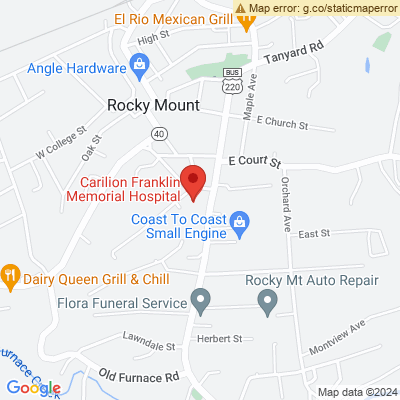 Map error: g.co/staticmaperror
El Rio Mexican Grill
High St
Tanyard Rd
Angle Hardware
BUS
220
Maple Ave
Rocky Mount
E Church St
W College St
40
Oak St
E Court St
Carilion Franklin
Memorial Hospital
Orchard Ave
Coast To Coast
Small Engine
East St
Dairy Queen Grill & Chill
Rocky Mt Auto Repair
Flora Funeral Service
Montview Ave
Lawndale St
Herbert St
Furnace Creek
Old Furnace Rd
Google
Map data ©2024